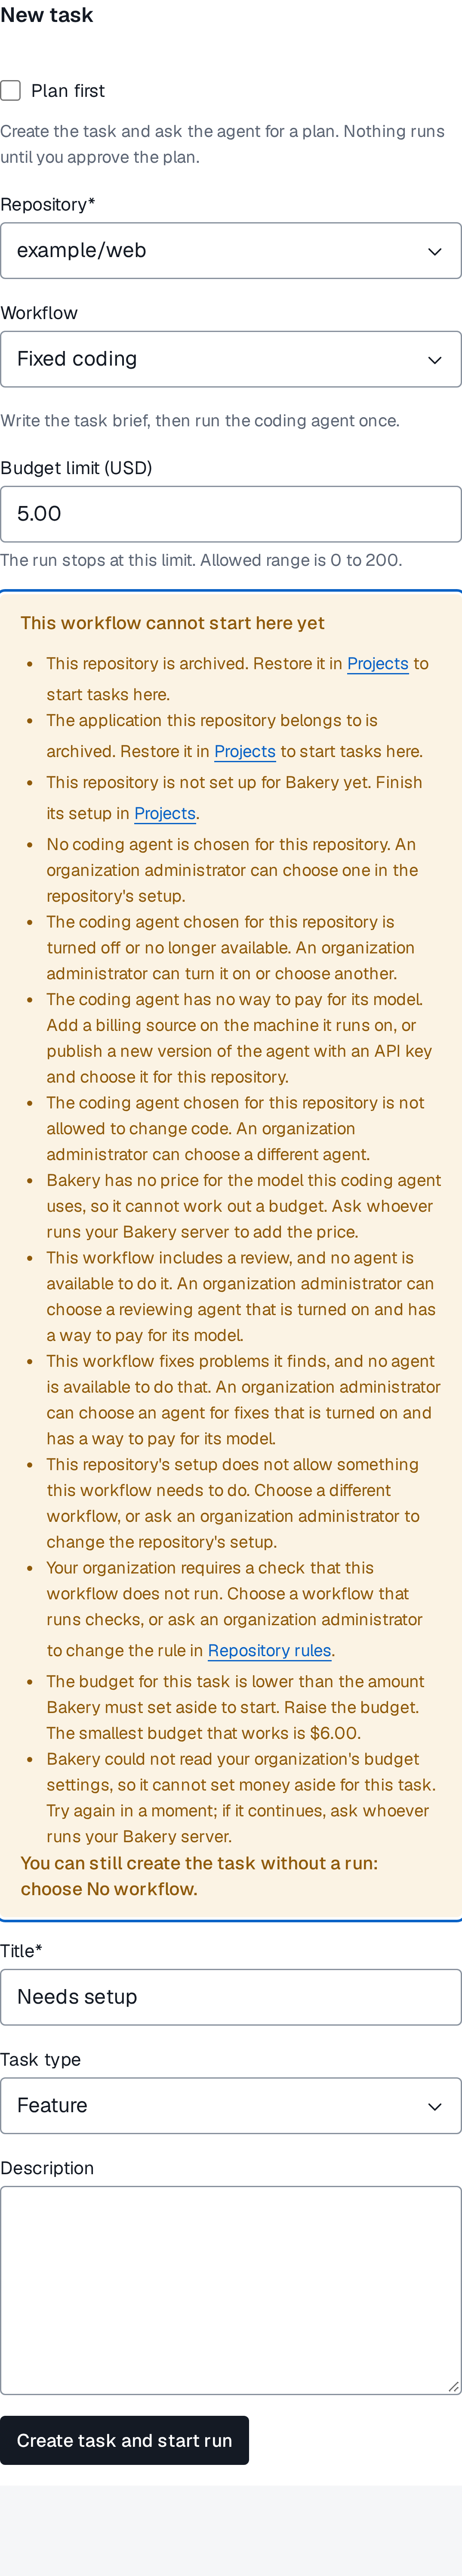 New task
Plan first
Create the task and ask the agent for a plan. Nothing runs
until you approve the plan.
Repository*
example/web
Workflow
Fixed coding
Write the task brief, then run the coding agent once.
Budget limit (USD)
5.00
The run stops at this limit. Allowed range is 0 to 200.
This workflow cannot start here yet
• This repository is archived. Restore it in Projects to
start tasks here.
• The application this repository belongs to is
archived. Restore it in Projects to start tasks here.
• This repository is not set up for Bakery yet. Finish
its setup in Projects.
• No coding agent is chosen for this repository. An
organization administrator can choose one in the
repository's setup.
• The coding agent chosen for this repository is
turned off or no longer available. An organization
administrator can turn it on or choose another.
• The coding agent has no way to pay for its model.
Add a billing source on the machine it runs on, or
publish a new version of the agent with an API key
and choose it for this repository.
• The coding agent chosen for this repository is not
allowed to change code. An organization
administrator can choose a different agent.
• Bakery has no price for the model this coding agent
uses, so it cannot work out a budget. Ask whoever
runs your Bakery server to add the price.
• This workflow includes a review, and no agent is
available to do it. An organization administrator can
choose a reviewing agent that is turned on and has
a way to pay for its model.
• This workflow fixes problems it finds, and no agent
is available to do that. An organization administrator
can choose an agent for fixes that is turned on and
has a way to pay for its model.
• This repository's setup does not allow something
this workflow needs to do. Choose a different
workflow, or ask an organization administrator to
change the repository's setup.
• Your organization requires a check that this
workflow does not run. Choose a workflow that
runs checks, or ask an organization administrator
to change the rule in Repository rules.
• The budget for this task is lower than the amount
Bakery must set aside to start. Raise the budget.
The smallest budget that works is $6.00.
• Bakery could not read your organization's budget
settings, so it cannot set money aside for this task.
Try again in a moment; if it continues, ask whoever
runs your Bakery server.
You can still create the task without a run:
choose No workflow.
Title*
Needs setup
Task type
Feature
Description
Create task and start run